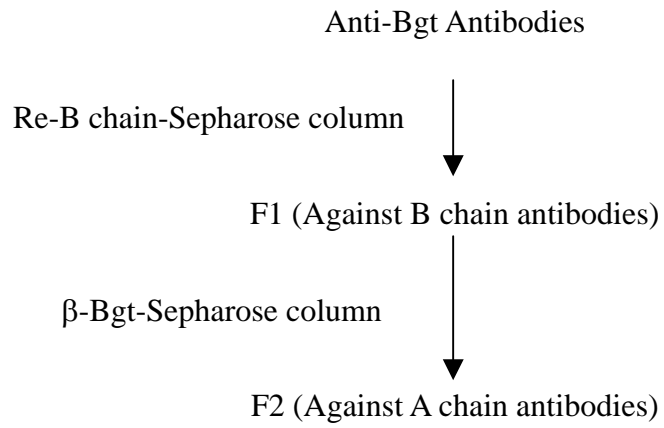 Anti-Bgt Antibodies
Re-B chain-Sepharose column
F1 (Against B chain antibodies)
β-Bgt-Sepharose column
F2 (Against A chain antibodies)